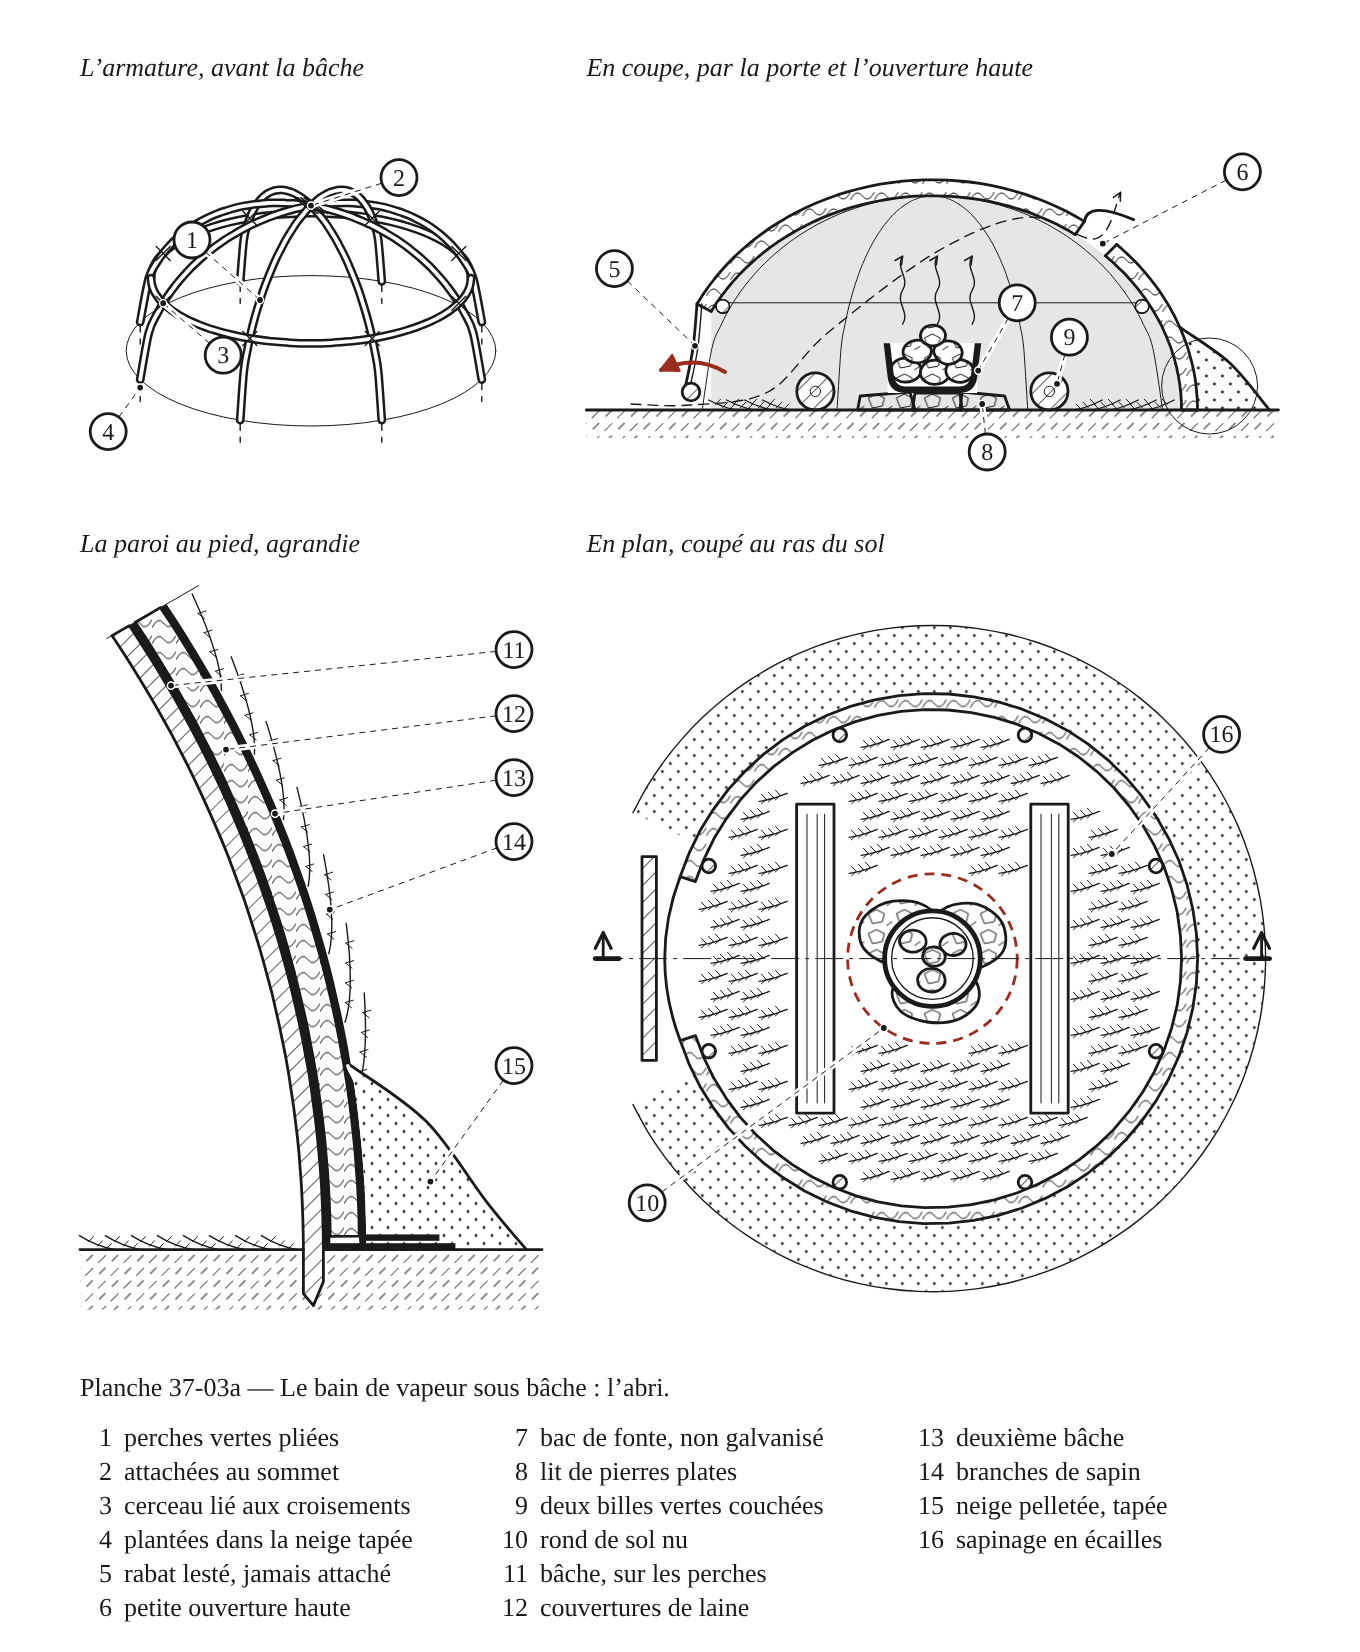 L’armature, avant la bâche
2
1
3
4
En coupe, par la porte et l’ouverture haute
6
5
7
9
8
La paroi au pied, agrandie
11
12
13
14
15
En plan, coupé au ras du sol
16
10
Planche 37-03a — Le bain de vapeur sous bâche : l’abri.
1 perches vertes pliées
2 attachées au sommet
3 cerceau lié aux croisements
4 plantées dans la neige tapée
5 rabat lesté, jamais attaché
6 petite ouverture haute
7 bac de fonte, non galvanisé
8 lit de pierres plates
9 deux billes vertes couchées
10 rond de sol nu
11 bâche, sur les perches
12 couvertures de laine
13 deuxième bâche
14 branches de sapin
15 neige pelletée, tapée
16 sapinage en écailles